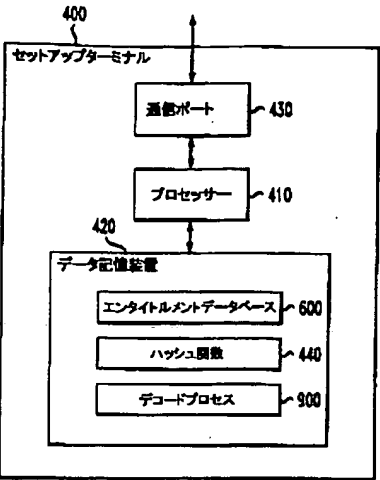 400
セットアップターミナル
通信ポート
430
プロセッサー
410
420
データ記憶装置
エンタイトルメントデータベース
600
ハッシュ関数
440
デコードプロセス
900